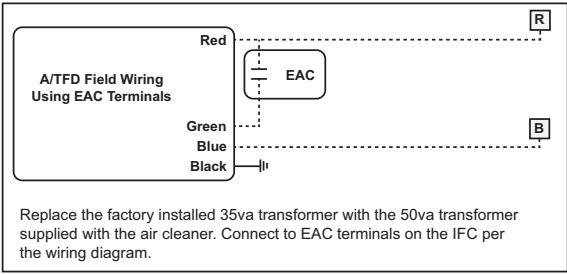 R
Red
A/TFD Field Wiring
Using EAC Terminals
EAC
Green
B
Blue
Black
Replace the factory installed 35va transformer with the 50va transformer
supplied with the air cleaner. Connect to EAC terminals on the IFC per
the wiring diagram.